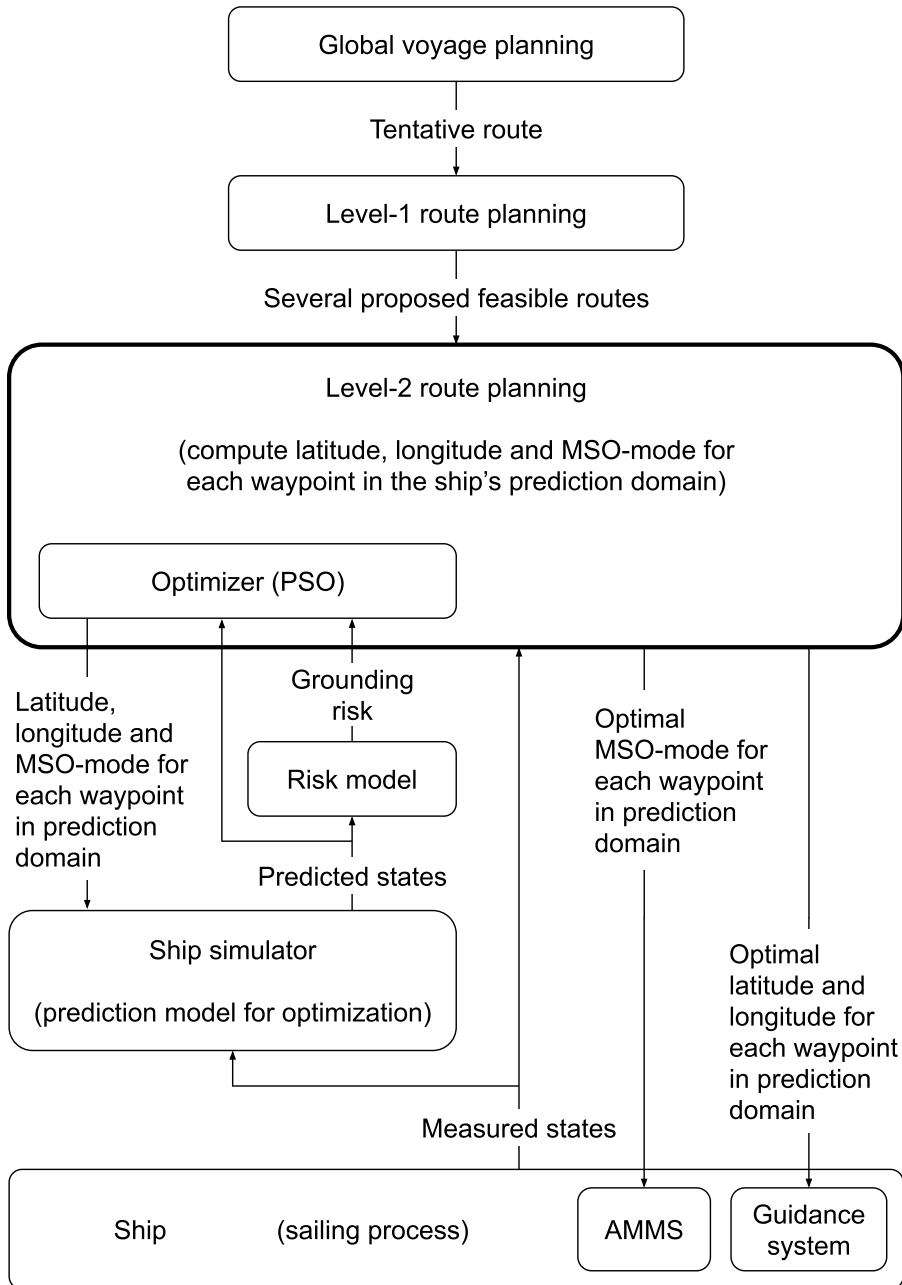 Global voyage planning
Tentative route
Level-1 route planning
Several proposed feasible routes
Level-2 route planning
(compute latitude, longitude and MSO-mode for
each waypoint in the ship's prediction domain)
Optimizer (PSO)
Latitude,
longitude and
MSO-mode for
each waypoint
in prediction
domain
Grounding
risk
Risk model
Predicted states
Optimal
MSO-mode for
each waypoint
in prediction
domain
Ship simulator
(prediction model for optimization)
Optimal
latitude and
longitude for
each waypoint
in prediction
domain
Measured states
Ship (sailing process)
AMMS
Guidance
system